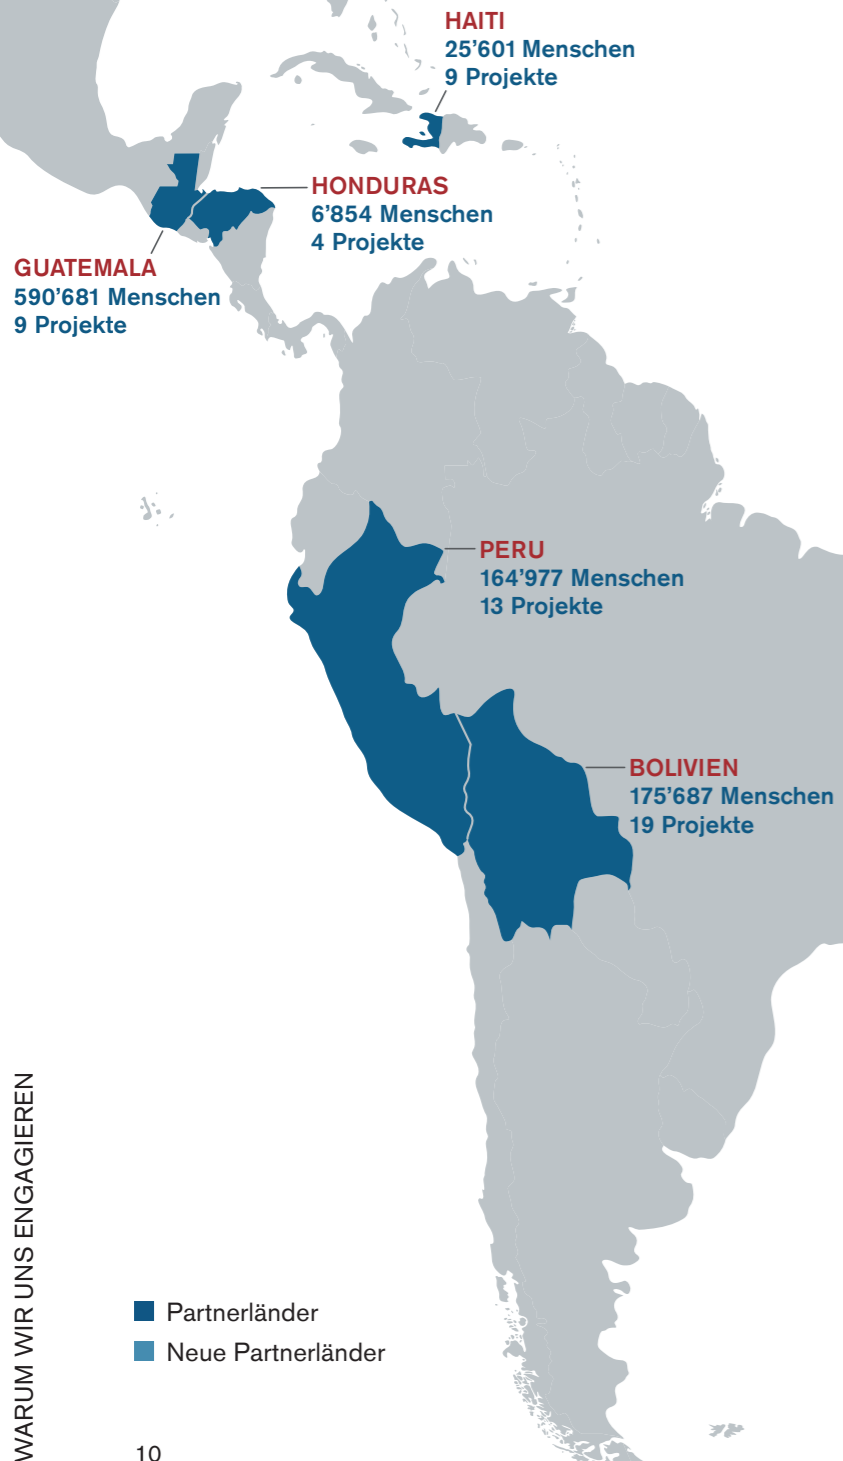 HAITI
25’601 Menschen
9 Projekte
HONDURAS
6’854 Menschen
4 Projekte
GUATEMALA
590’681 Menschen
9 Projekte
PERU
164’977 Menschen
13 Projekte
BOLIVIEN
175’687 Menschen
19 Projekte
WARUM WIR UNS ENGAGIEREN
Partnerländer
Neue Partnerländer
10